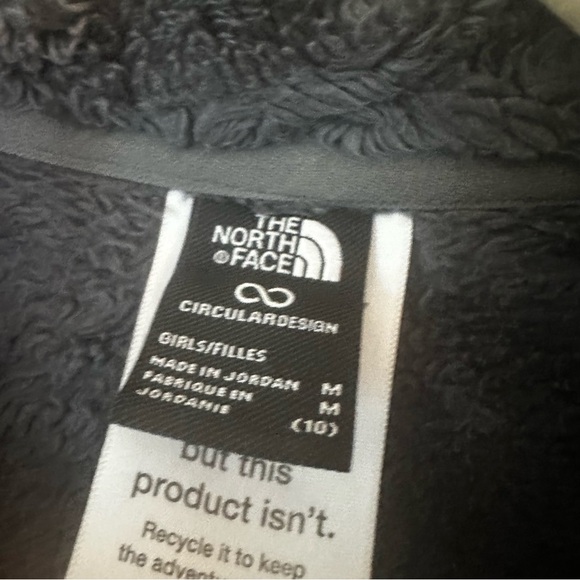 THE
NORTH
FACE
CIRCULARDESIGN
GIRLS/FILLES
MADE IN JORDAN M
FABRIQUE EN M
JORDANIE (10)
but this
product isn't.
Recycle it to keep
the